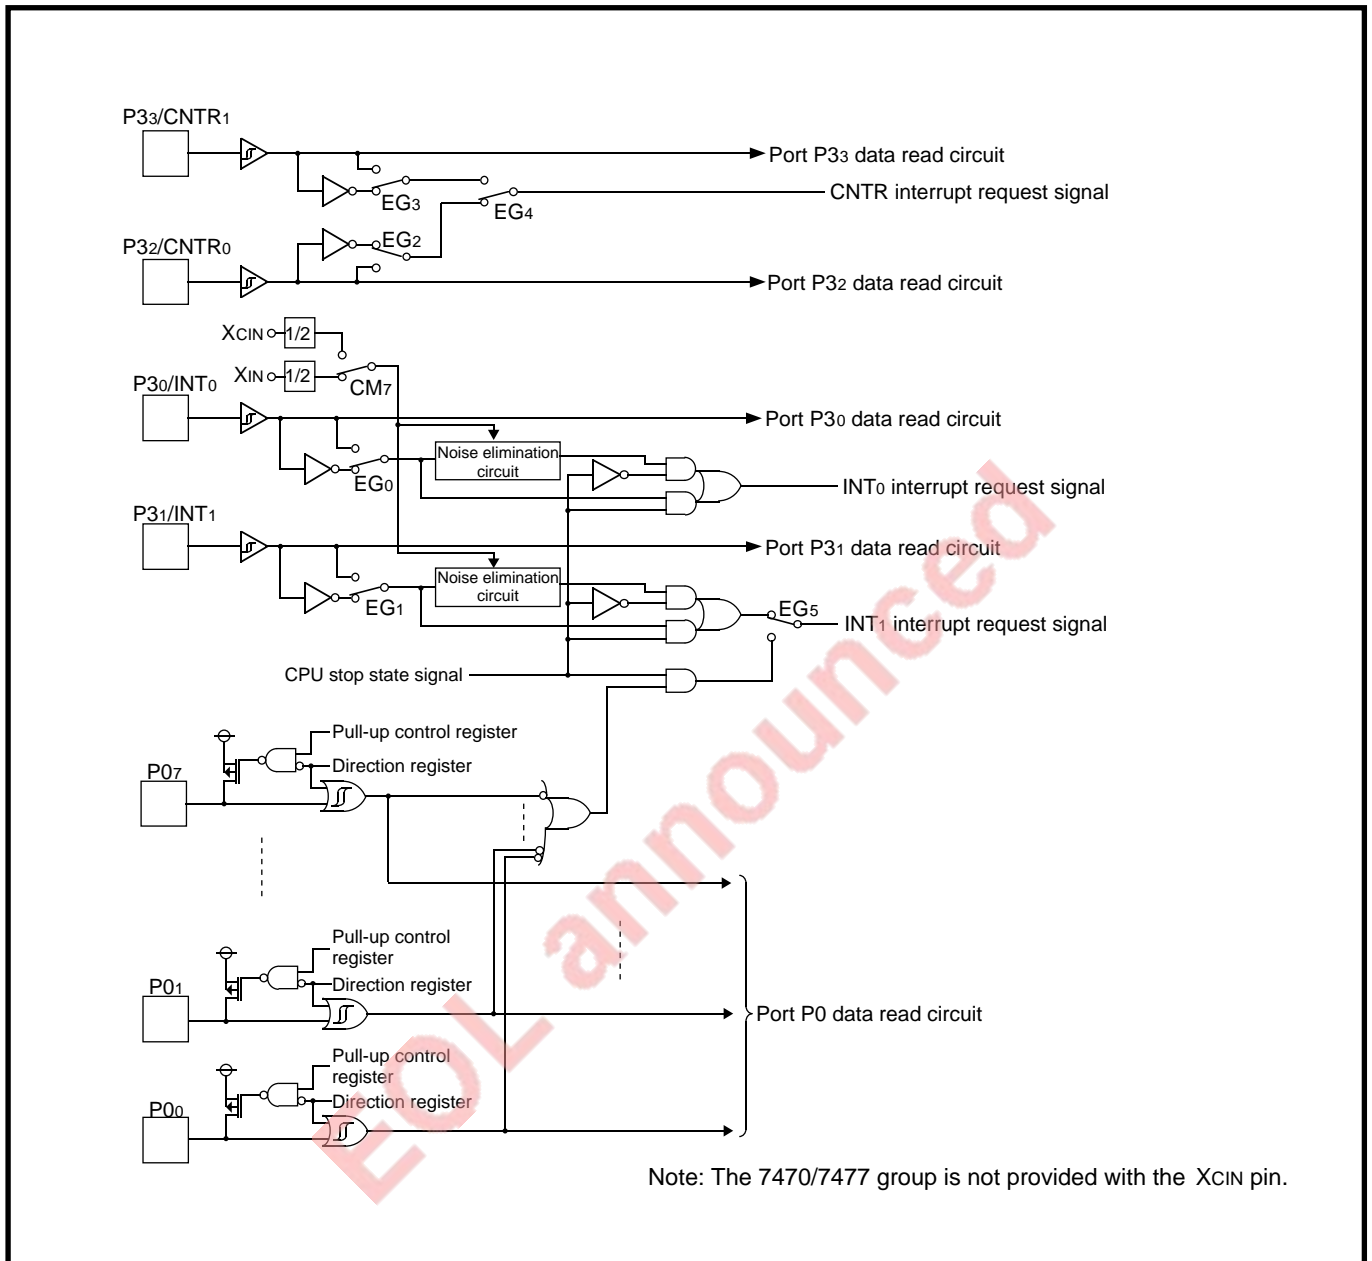 P33/CNTR1
Port P33 data read circuit
CNTR interrupt request signal
EG3
EG4
P32/CNTR0
EG2
Port P32 data read circuit
XCIN
1/2
XIN
1/2
CM7
P30/INT0
Port P30 data read circuit
Noise elimination
circuit
EG0
INT0 interrupt request signal
P31/INT1
Port P31 data read circuit
Noise elimination
circuit
EG1
EG5
INT1 interrupt request signal
CPU stop state signal
Pull-up control register
Direction register
P07
Pull-up control
register
Direction register
P01
Port P0 data read circuit
Pull-up control
register
Direction register
P00
Note: The 7470/7477 group is not provided with the XCIN pin.
EOL announced